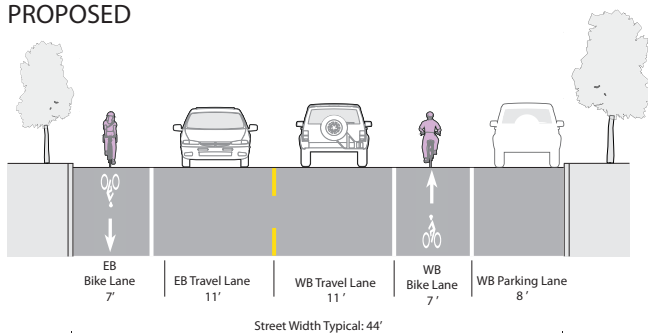 PROPOSED
EB
Bike Lane
7'
EB Travel Lane
11'
WB Travel Lane
11 '
WB
Bike Lane
7 '
WB Parking Lane
8 '
Street Width Typical: 44'